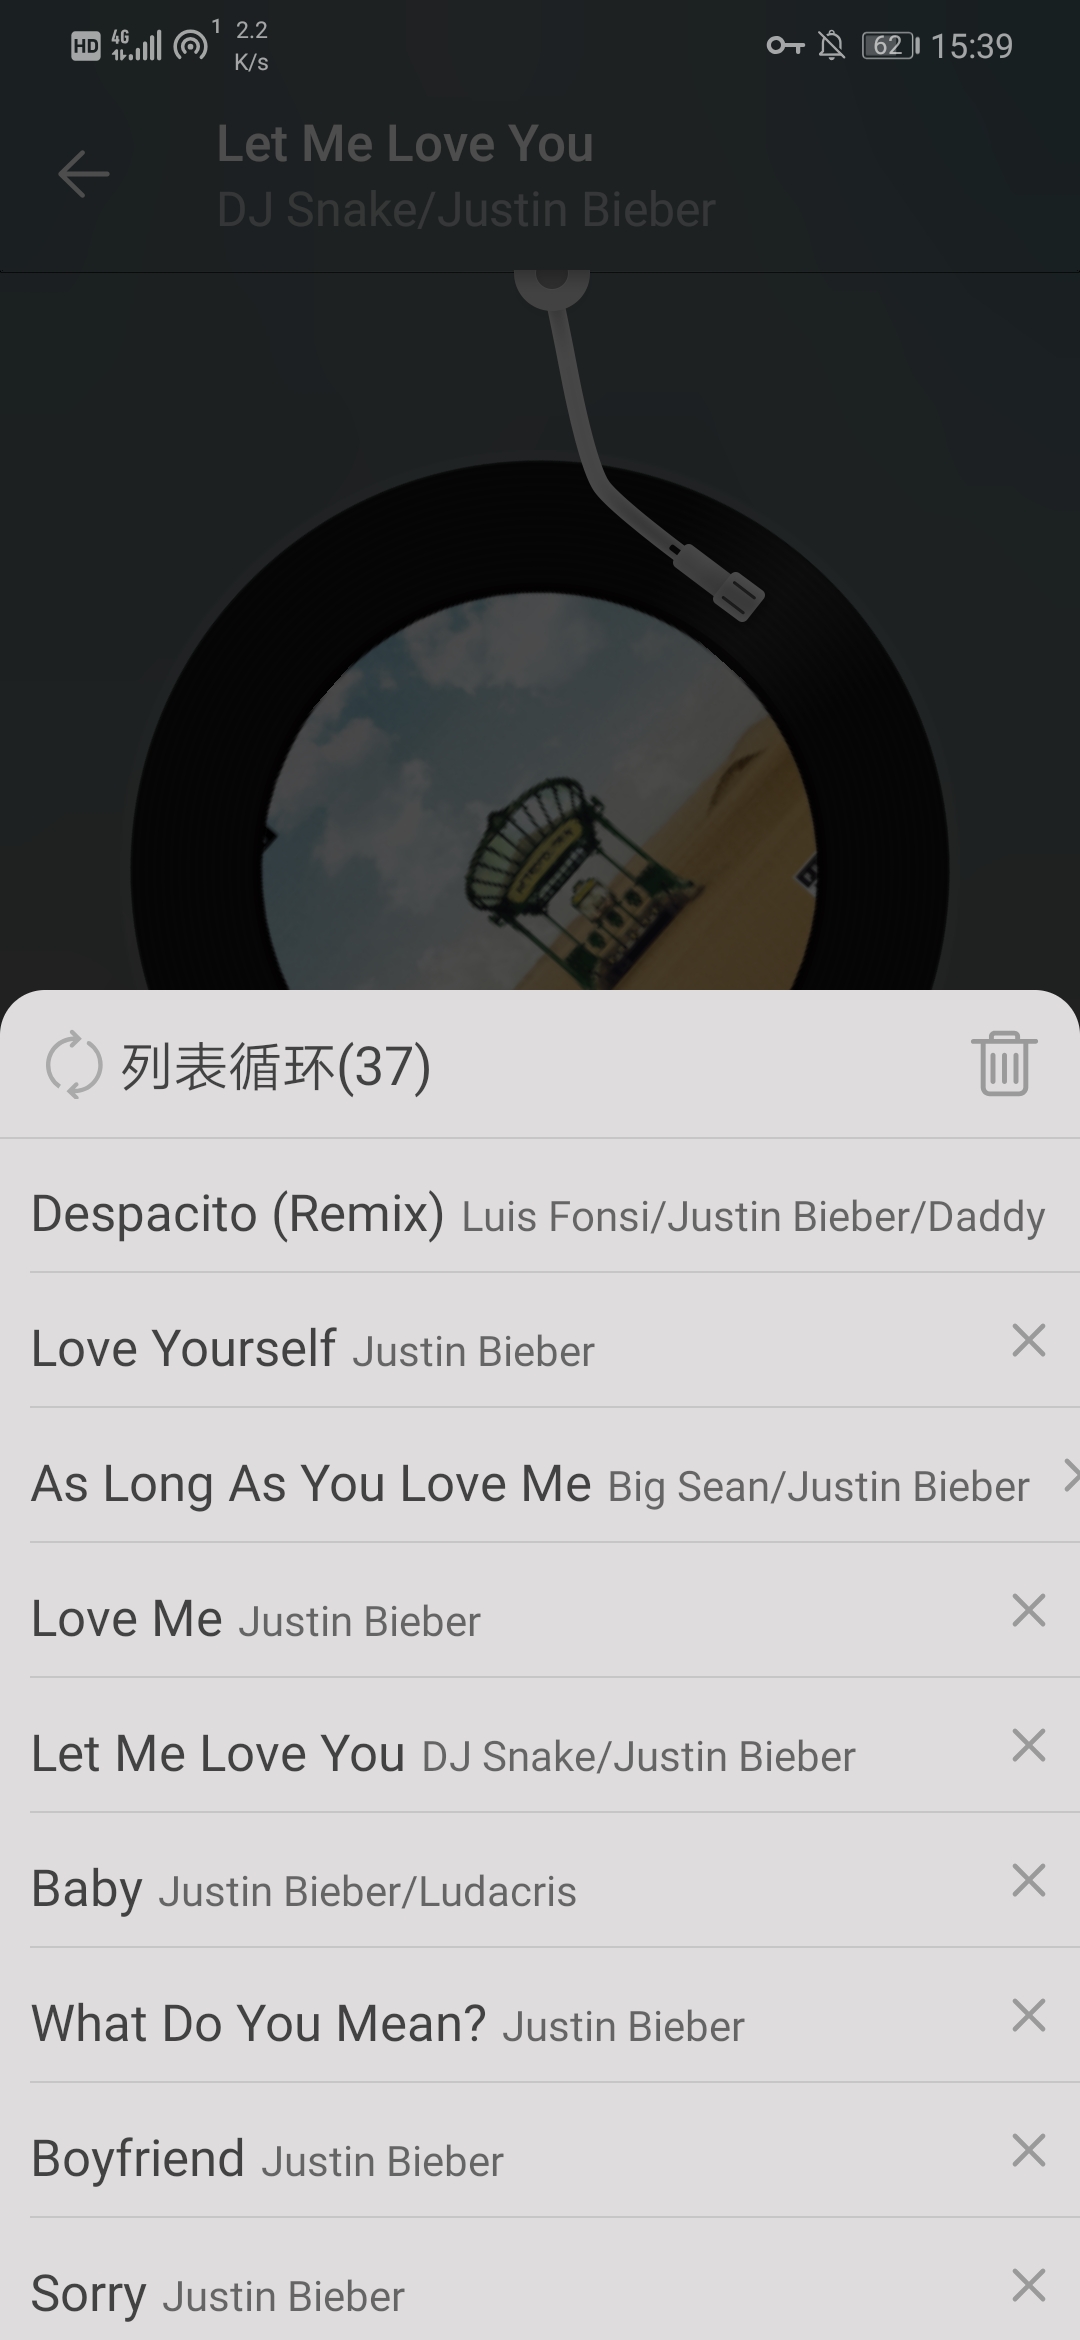 HD 4G 1 2.2 K/s 62 15:39
Let Me Love You
DJ Snake/Justin Bieber
列表循环(37)
Despacito (Remix) Luis Fonsi/Justin Bieber/Daddy
Love Yourself Justin Bieber
As Long As You Love Me Big Sean/Justin Bieber
Love Me Justin Bieber
Let Me Love You DJ Snake/Justin Bieber
Baby Justin Bieber/Ludacris
What Do You Mean? Justin Bieber
Boyfriend Justin Bieber
Sorry Justin Bieber